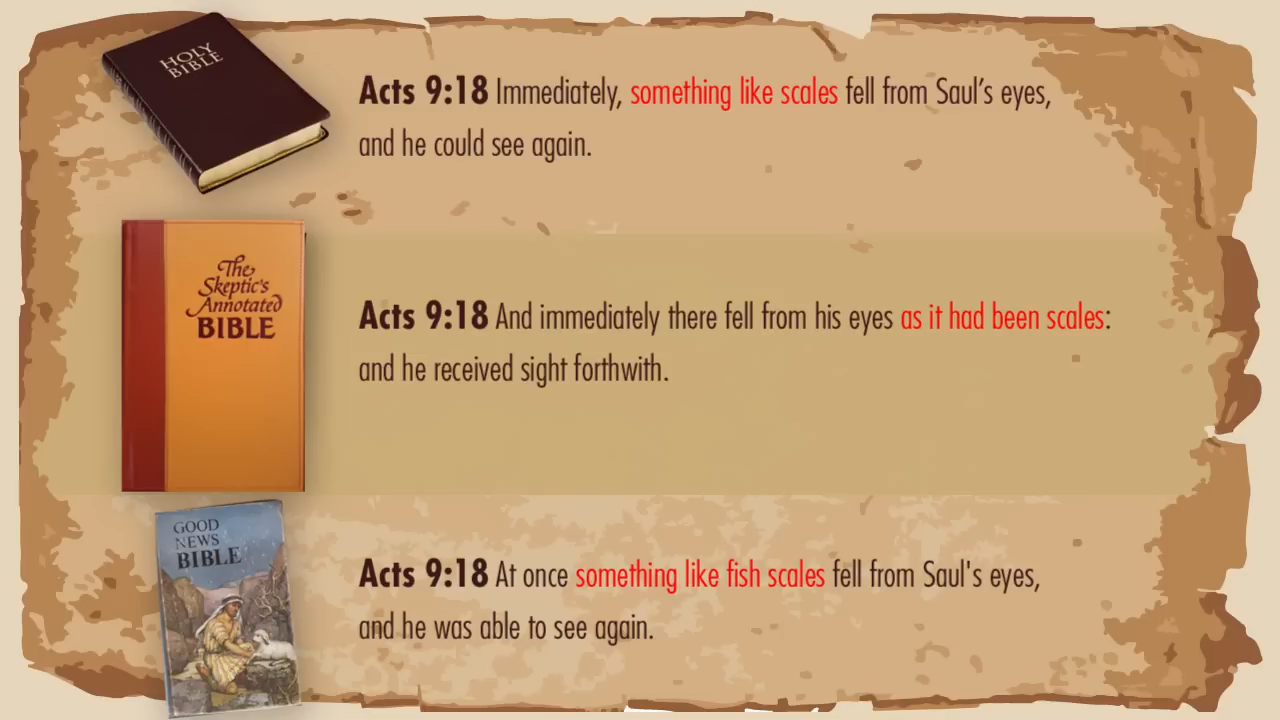 HOLY
BIBLE
Acts 9:18 Immediately, something like scales fell from Saul’s eyes,
and he could see again.
The
Skeptic's
Annotated
BIBLE
Acts 9:18 And immediately there fell from his eyes as it had been scales:
and he received sight forthwith.
GOOD
NEWS
BIBLE
Acts 9:18 At once something like fish scales fell from Saul's eyes,
and he was able to see again.